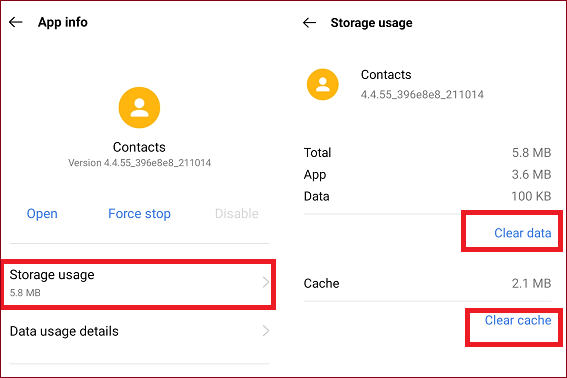 App info
Contacts
Version 4.4.55_396e8e8_211014
Open Force stop Disable
Storage usage
5.8 MB
Data usage details
Storage usage
Contacts
4.4.55_396e8e8_211014
Total 5.8 MB
App 3.6 MB
Data 100 KB
Clear data
Cache 2.1 MB
Clear cache